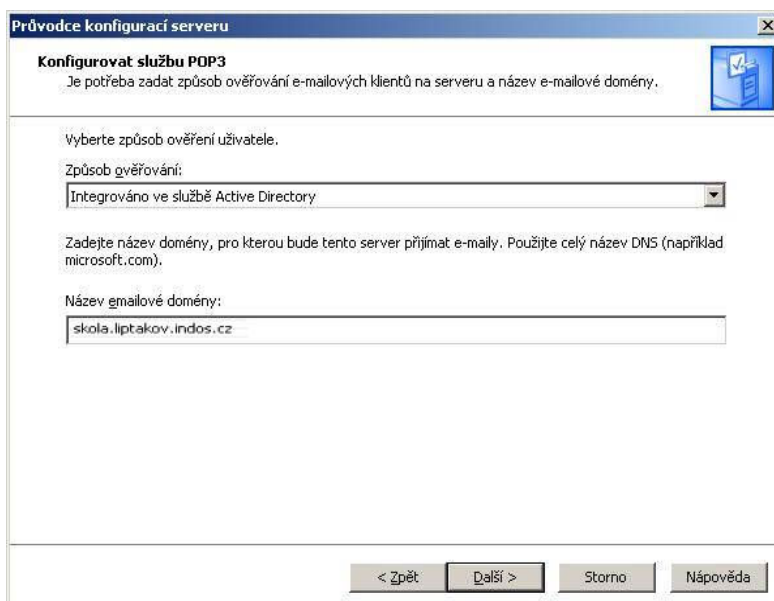 Průvodce konfigurací serveru
Konfigurovat službu POP3
Je potřeba zadat způsob ověřování e-mailových klientů na serveru a název e-mailové domény.
Vyberte způsob ověření uživatele.
Způsob ověřování:
Integrováno ve službě Active Directory
Zadejte název domény, pro kterou bude tento server přijímat e-maily. Použijte celý název DNS (například
microsoft.com).
Název emailové domény:
skola.liptakov.indos.cz
< Zpět
Další >
Storno
Nápověda